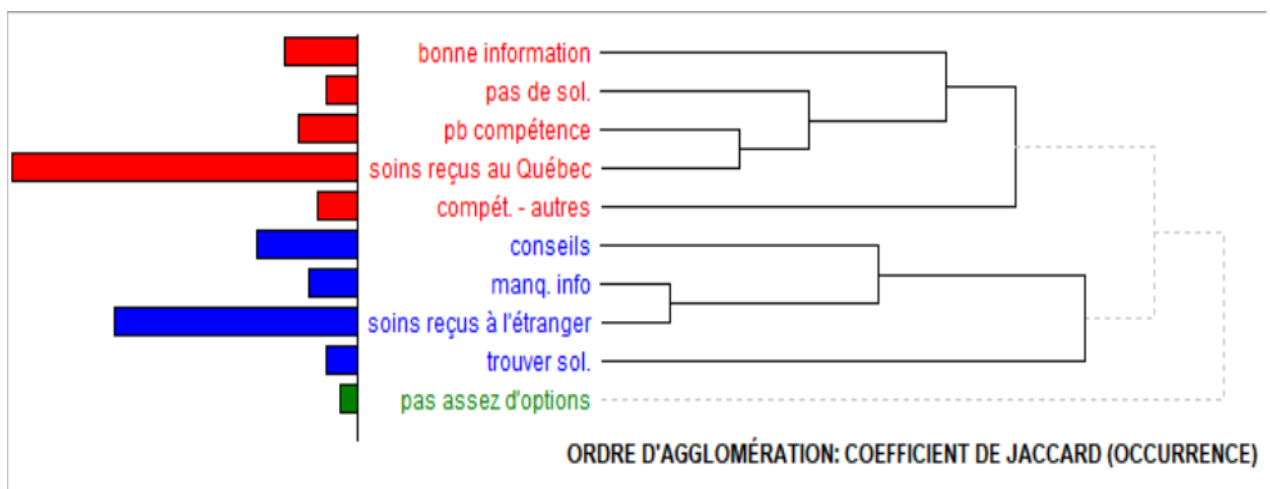 bonne information
pas de sol.
pb compétence
soins reçus au Québec
compét. - autres
conseils
manq. info
soins reçus à l'étranger
trouver sol.
pas assez d'options
ORDRE D'AGGLOMÉRATION: COEFFICIENT DE JACCARD (OCCURRENCE)